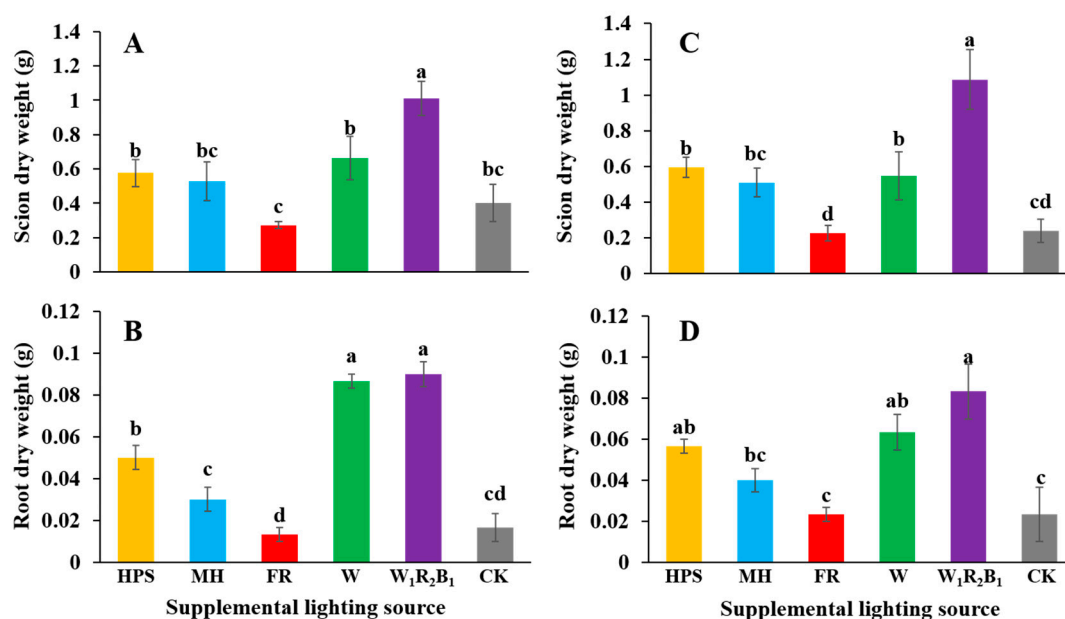 A
Scion dry weight (g)
1.4
1.2
1
0.8
0.6
0.4
0.2
0
b
bc
c
b
a
bc
C
Scion dry weight (g)
1.4
1.2
1
0.8
0.6
0.4
0.2
0
b
bc
d
b
a
cd
B
Root dry weight (g)
0.12
0.1
0.08
0.06
0.04
0.02
0
b
c
d
a
a
cd
HPS MH FR W W₁R₂B₁ CK
Supplemental lighting source
D
Root dry weight (g)
0.12
0.1
0.08
0.06
0.04
0.02
0
ab
bc
c
ab
a
c
HPS MH FR W W₁R₂B₁ CK
Supplemental lighting source